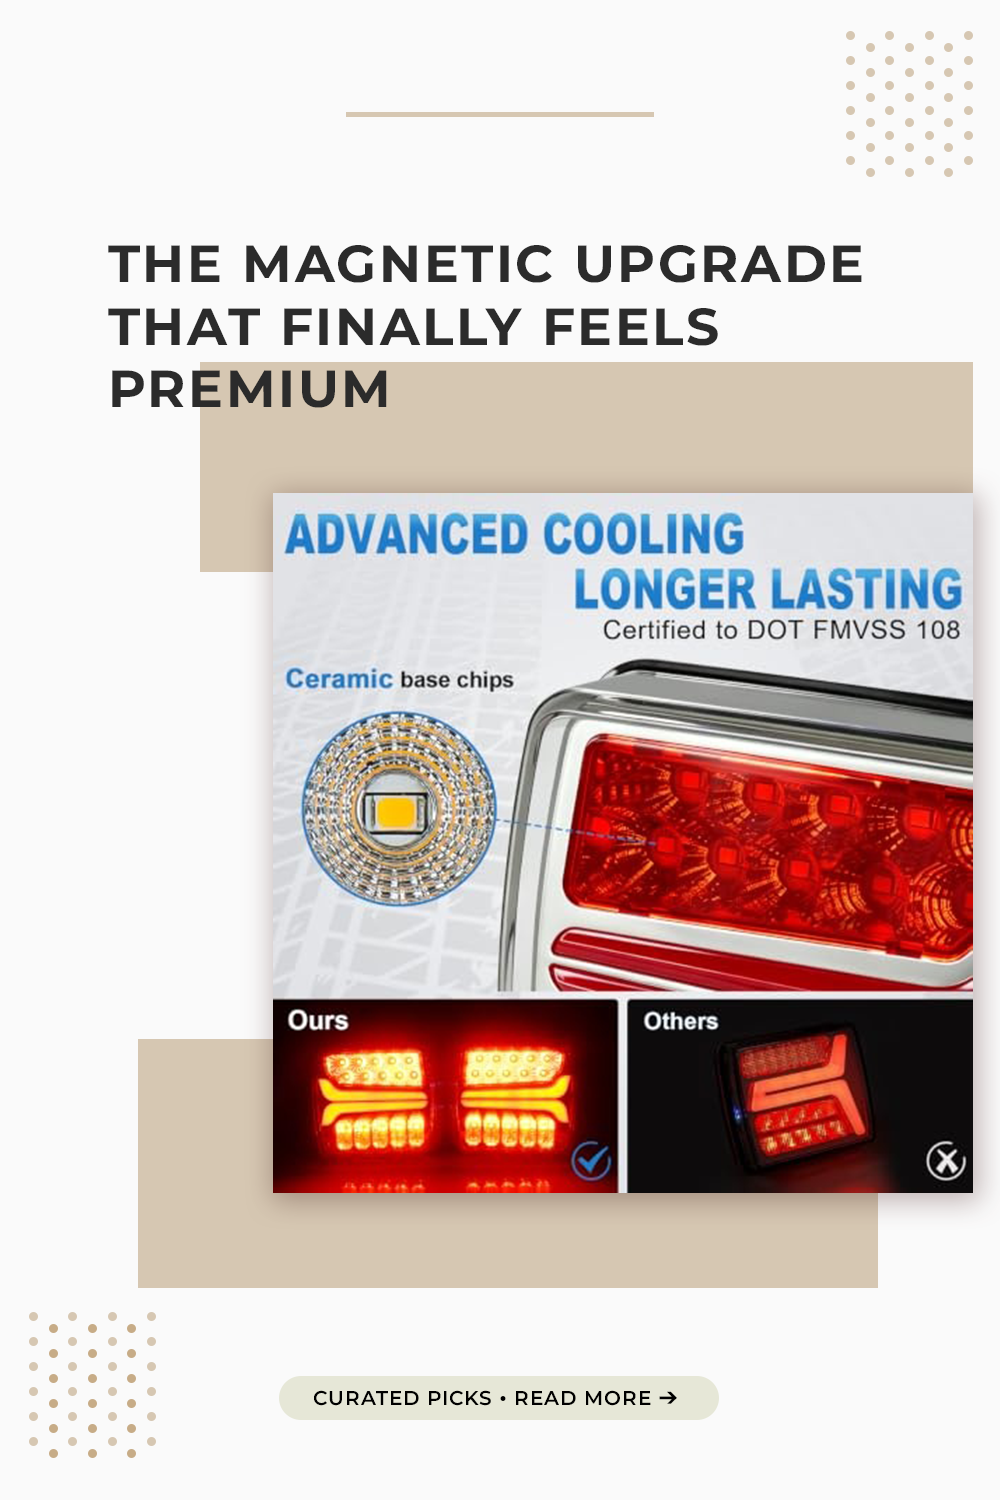 THE MAGNETIC UPGRADE
THAT FINALLY FEELS
PREMIUM
ADVANCED COOLING
LONGER LASTING
Certified to DOT FMVSS 108
Ceramic base chips
Ours
Others
CURATED PICKS • READ MORE ➔